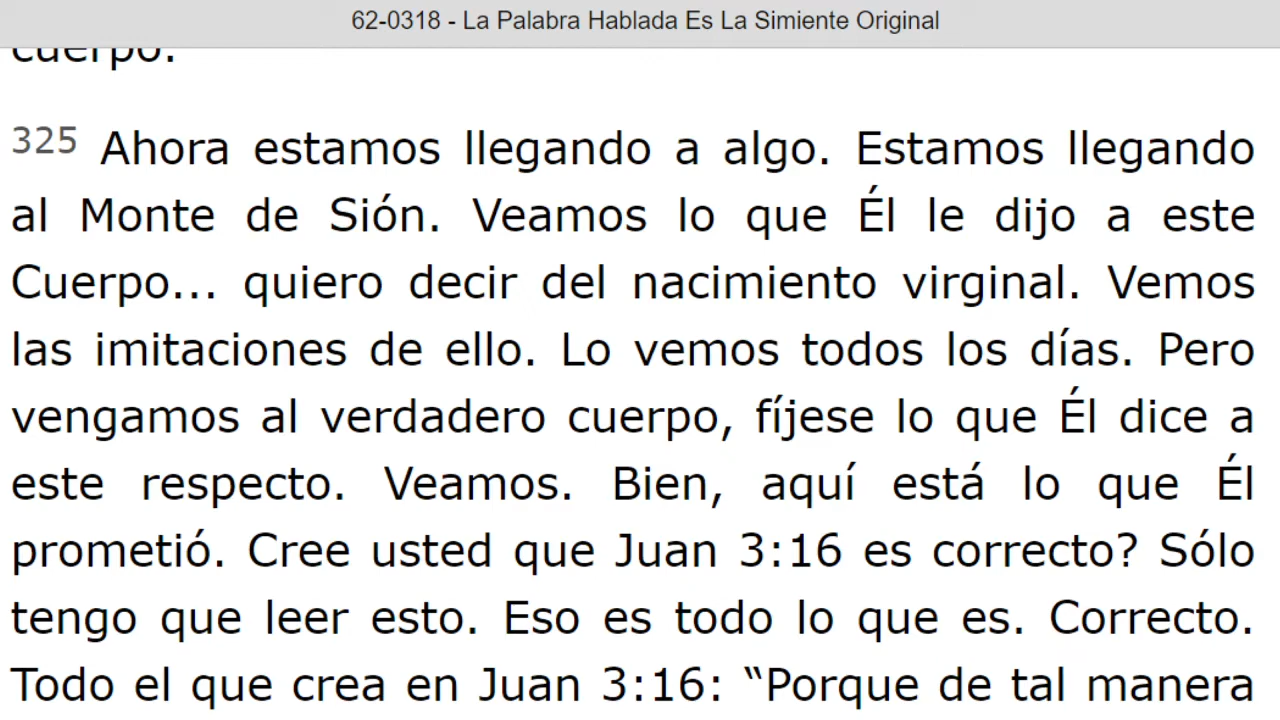 62-0318 - La Palabra Hablada Es La Simiente Original
cuerpo.
325 Ahora estamos llegando a algo. Estamos llegando
al Monte de Sión. Veamos lo que Él le dijo a este
Cuerpo... quiero decir del nacimiento virginal. Vemos
las imitaciones de ello. Lo vemos todos los días. Pero
vengamos al verdadero cuerpo, fíjese lo que Él dice a
este respecto. Veamos. Bien, aquí está lo que Él
prometió. Cree usted que Juan 3:16 es correcto? Sólo
tengo que leer esto. Eso es todo lo que es. Correcto.
Todo el que crea en Juan 3:16: “Porque de tal manera